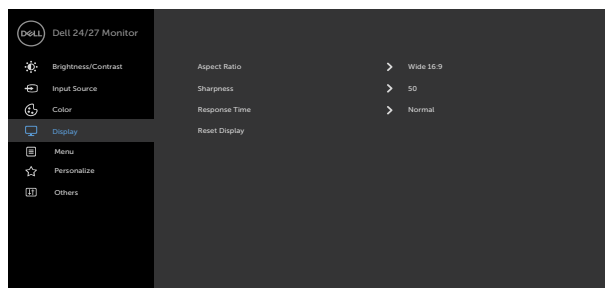 DELL Dell 24/27 Monitor
Brightness/Contrast
Input Source
Color
Display
Menu
Personalize
Others
Aspect Ratio Wide 16:9
Sharpness 50
Response Time Normal
Reset Display